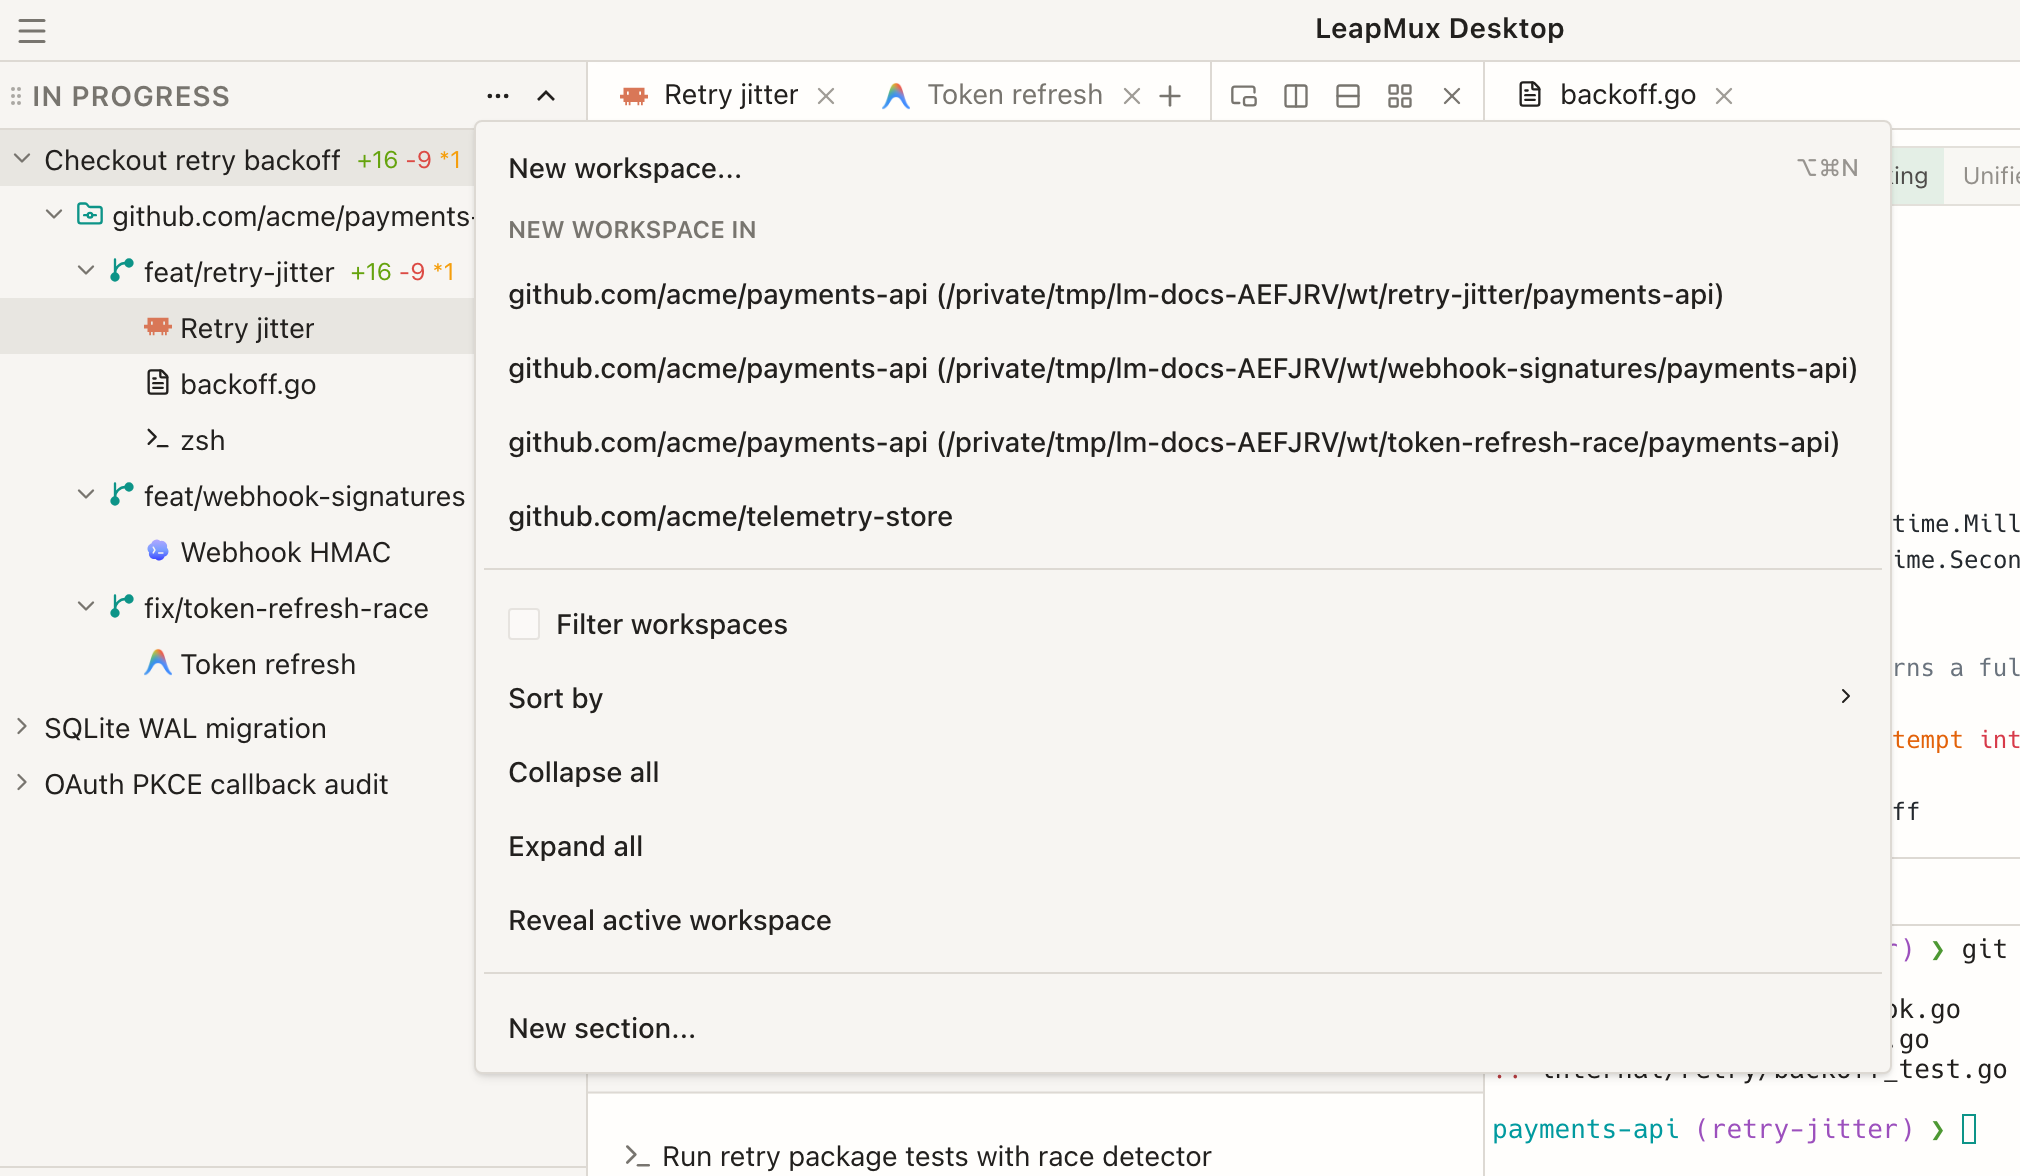 LeapMux Desktop
IN PROGRESS
Retry jitter
Token refresh
backoff.go
Checkout retry backoff +16 -9 *1
github.com/acme/payments-
feat/retry-jitter +16 -9 *1
Retry jitter
backoff.go
zsh
feat/webhook-signatures
Webhook HMAC
fix/token-refresh-race
Token refresh
SQLite WAL migration
OAuth PKCE callback audit
New workspace... ⌥⌘N
NEW WORKSPACE IN
github.com/acme/payments-api (/private/tmp/lm-docs-AEFJRV/wt/retry-jitter/payments-api)
github.com/acme/payments-api (/private/tmp/lm-docs-AEFJRV/wt/webhook-signatures/payments-api)
github.com/acme/payments-api (/private/tmp/lm-docs-AEFJRV/wt/token-refresh-race/payments-api)
github.com/acme/telemetry-store
Filter workspaces
Sort by
Collapse all
Expand all
Reveal active workspace
New section...
ing Unifie
time.Mill
ime.Secon
rns a ful
tempt int
ff
) ❯ git
ok.go
.go
_test.go
payments-api (retry-jitter) ❯
Run retry package tests with race detector